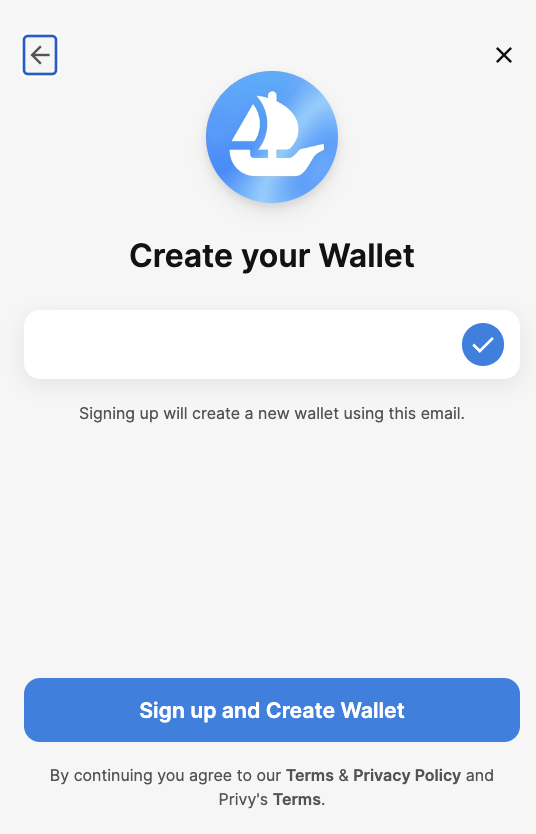 Create your Wallet
Signing up will create a new wallet using this email.
Sign up and Create Wallet
By continuing you agree to our Terms & Privacy Policy and
Privy's Terms.